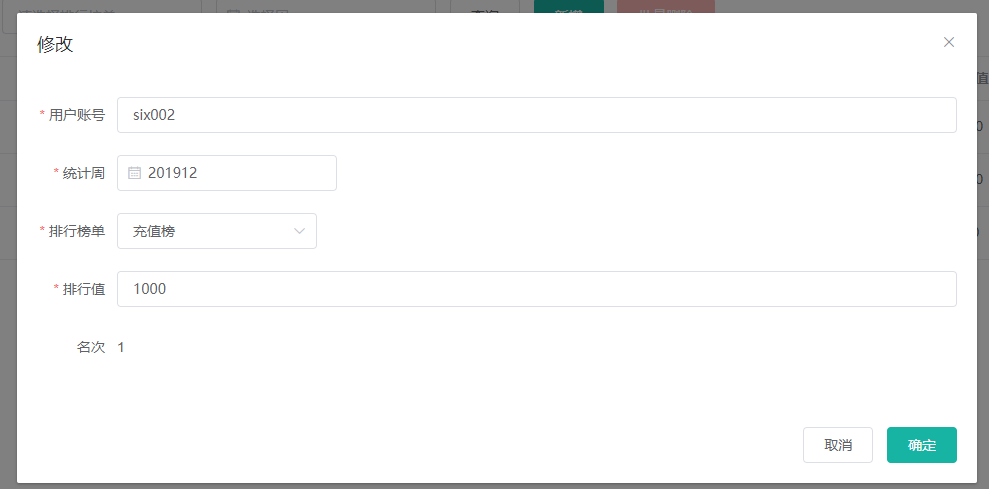 修改
* 用户账号 six002
* 统计周 201912
* 排行榜单 充值榜
* 排行值 1000
名次 1
取消 确定